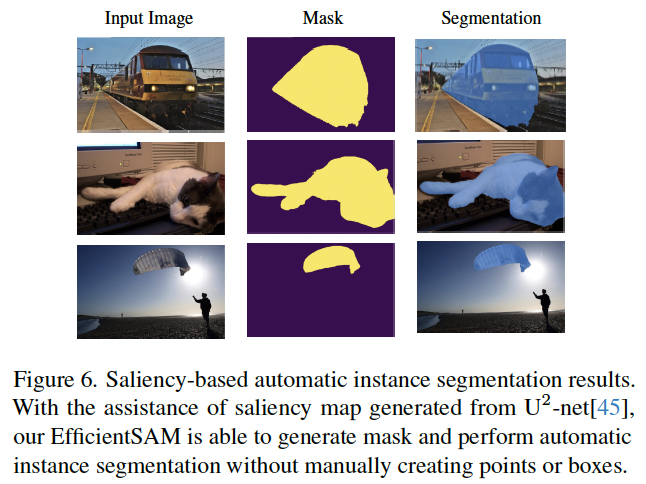 Input Image Mask Segmentation
Figure 6. Saliency-based automatic instance segmentation results.
With the assistance of saliency map generated from U²-net[45],
our EfficientSAM is able to generate mask and perform automatic
instance segmentation without manually creating points or boxes.